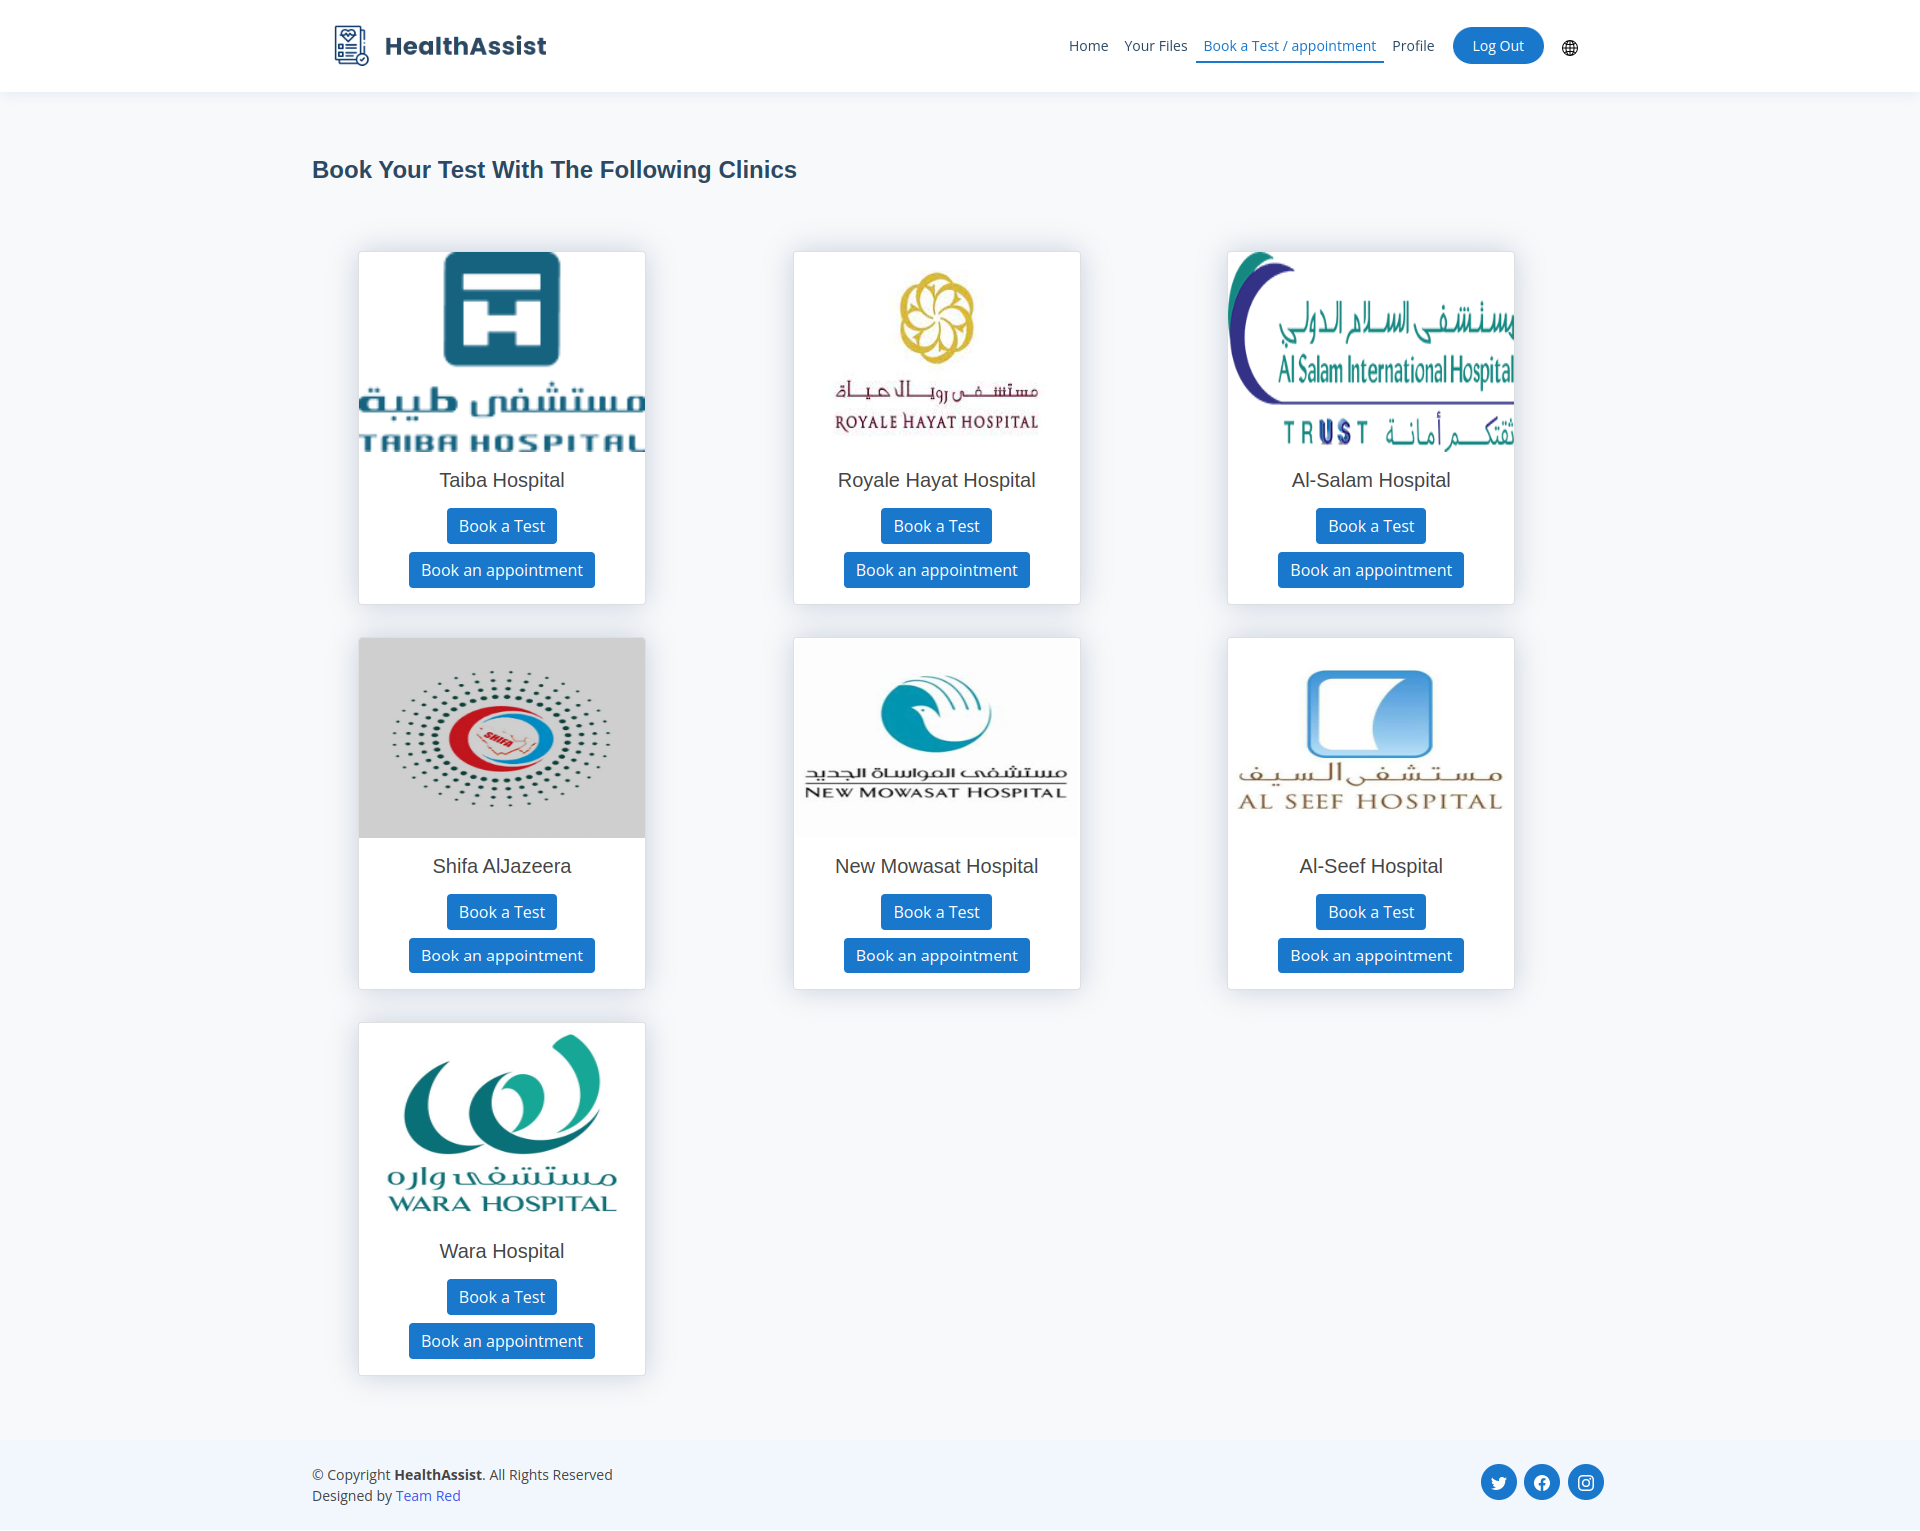 HealthAssist
Home
Your Files
Book a Test / appointment
Profile
Log Out
Book Your Test With The Following Clinics
مستشفى طيبة
TAIBA HOSPITAL
Taiba Hospital
Book a Test
Book an appointment
مستشفى رويال حياة
ROYALE HAYAT HOSPITAL
Royale Hayat Hospital
Book a Test
Book an appointment
مستشفى السلام الدولي
Al Salam International Hospital
TRUST ثقتكم أمانة
Al-Salam Hospital
Book a Test
Book an appointment
SHIFA
Shifa AlJazeera
Book a Test
Book an appointment
مستشفى المواساة الجديد
NEW MOWASAT HOSPITAL
New Mowasat Hospital
Book a Test
Book an appointment
مستشفى السيف
AL SEEF HOSPITAL
Al-Seef Hospital
Book a Test
Book an appointment
مستشفى واره
WARA HOSPITAL
Wara Hospital
Book a Test
Book an appointment
© Copyright HealthAssist. All Rights Reserved
Designed by Team Red